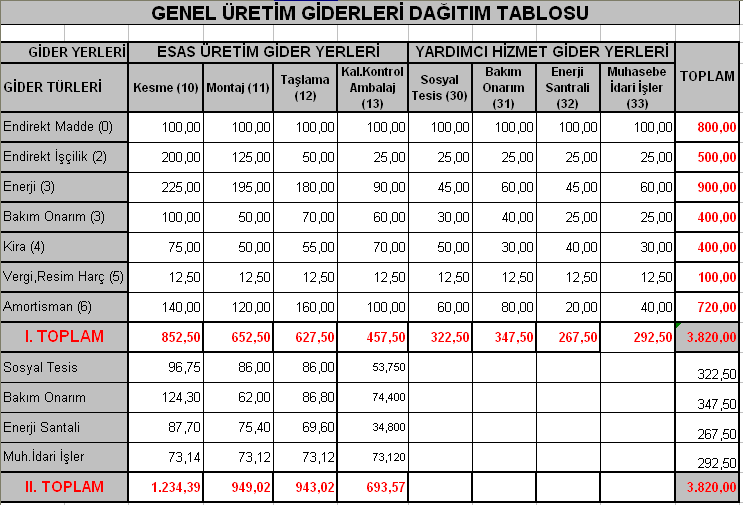 GENEL ÜRETİM GİDERLERİ DAĞITIM TABLOSU
GİDER YERLERİ ESAS ÜRETİM GİDER YERLERİ YARDIMCI HİZMET GİDER YERLERİ TOPLAM
GİDER TÜRLERİ Kesme (10) Montaj (11) Taşlama (12) Kal.Kontrol Ambalaj (13) Sosyal Tesis (30) Bakım Onarım (31) Enerji Santrali (32) Muhasebe İdari İşler (33)
Endirekt Madde (0) 100,00 100,00 100,00 100,00 100,00 100,00 100,00 100,00 800,00
Endirekt İşçilik (2) 200,00 125,00 50,00 25,00 25,00 25,00 25,00 25,00 500,00
Enerji (3) 225,00 195,00 180,00 90,00 45,00 60,00 45,00 60,00 900,00
Bakım Onarım (3) 100,00 50,00 70,00 60,00 30,00 40,00 25,00 25,00 400,00
Kira (4) 75,00 50,00 55,00 70,00 50,00 30,00 40,00 30,00 400,00
Vergi,Resim Harç (5) 12,50 12,50 12,50 12,50 12,50 12,50 12,50 12,50 100,00
Amortisman (6) 140,00 120,00 160,00 100,00 60,00 80,00 20,00 40,00 720,00
I. TOPLAM 852,50 652,50 627,50 457,50 322,50 347,50 267,50 292,50 3.820,00
Sosyal Tesis 96,75 86,00 86,00 53,750 322,50
Bakım Onarım 124,30 62,00 86,80 74,400 347,50
Enerji Santali 87,70 75,40 69,60 34,800 267,50
Muh.İdari İşler 73,14 73,12 73,12 73,120 292,50
II. TOPLAM 1.234,39 949,02 943,02 693,57 3.820,00